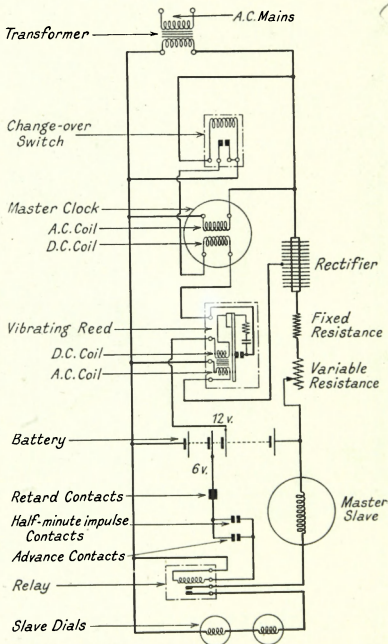 A.C. Mains
Transformer
Change-over
Switch
Master Clock
A.C. Coil
D.C. Coil
Rectifier
Fixed
Resistance
Vibrating Reed
D.C. Coil
A.C. Coil
Variable
Resistance
12 v.
Battery
6 v.
Retard Contacts
Master
Slave
Half-minute impulse
Contacts
Advance Contacts
Relay
Slave Dials